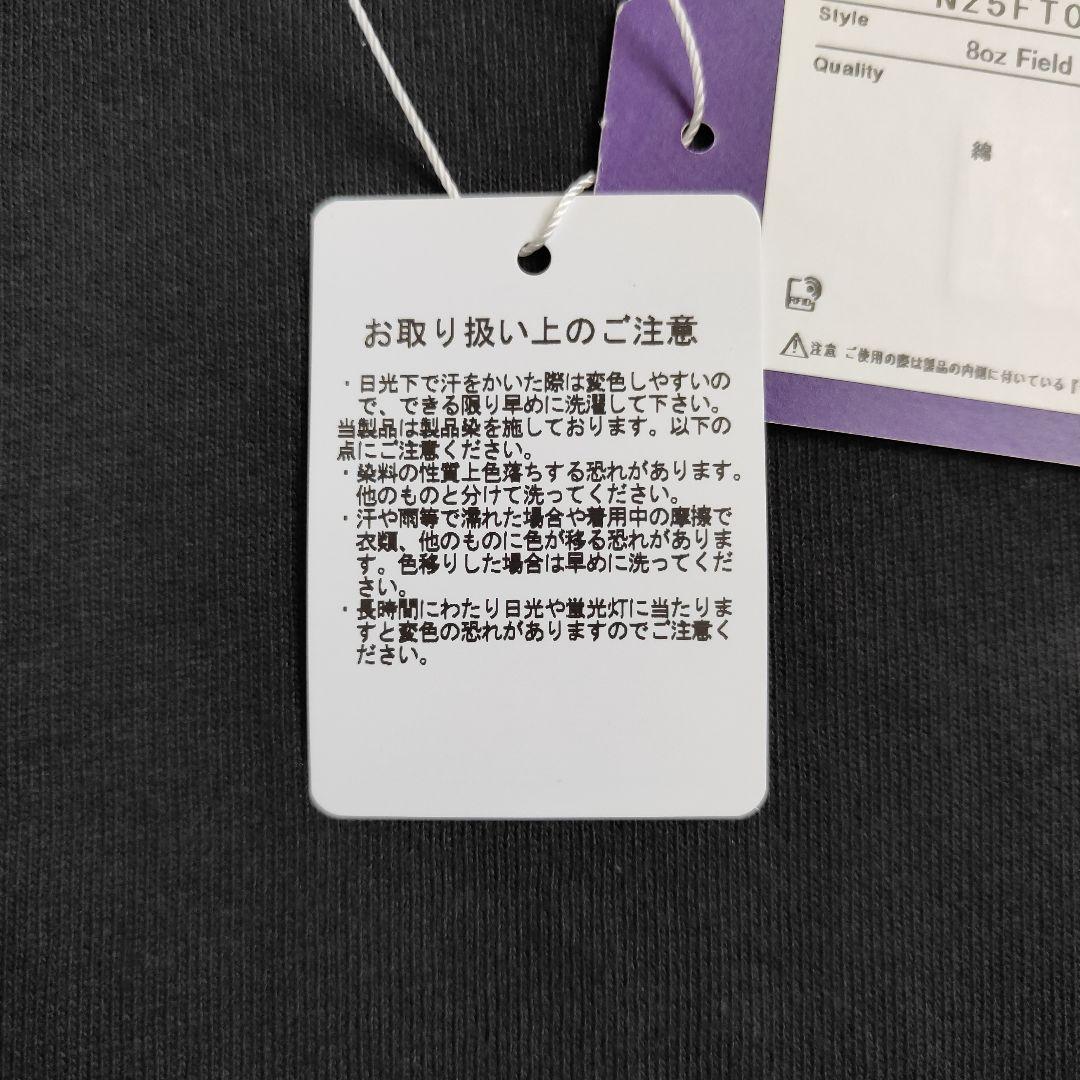 N25FT0
Style
8oz Field
Quality
綿
RFID
注意 ご使用の際は製品の内側に付いている『
お取り扱い上のご注意
・日光下で汗をかいた際は変色しやすいの
で、できる限り早めに洗濯して下さい。
当製品は製品染を施しております。以下の
点にご注意ください。
・染料の性質上色落ちする恐れがあります。
他のものと分けて洗ってください。
・汗や雨等で濡れた場合や着用中の摩擦で
衣類、他のものに色が移る恐れがありま
す。色移りした場合は早めに洗ってくだ
さい。
・長時間にわたり日光や蛍光灯に当たりま
すと変色の恐れがありますのでご注意く
ださい。